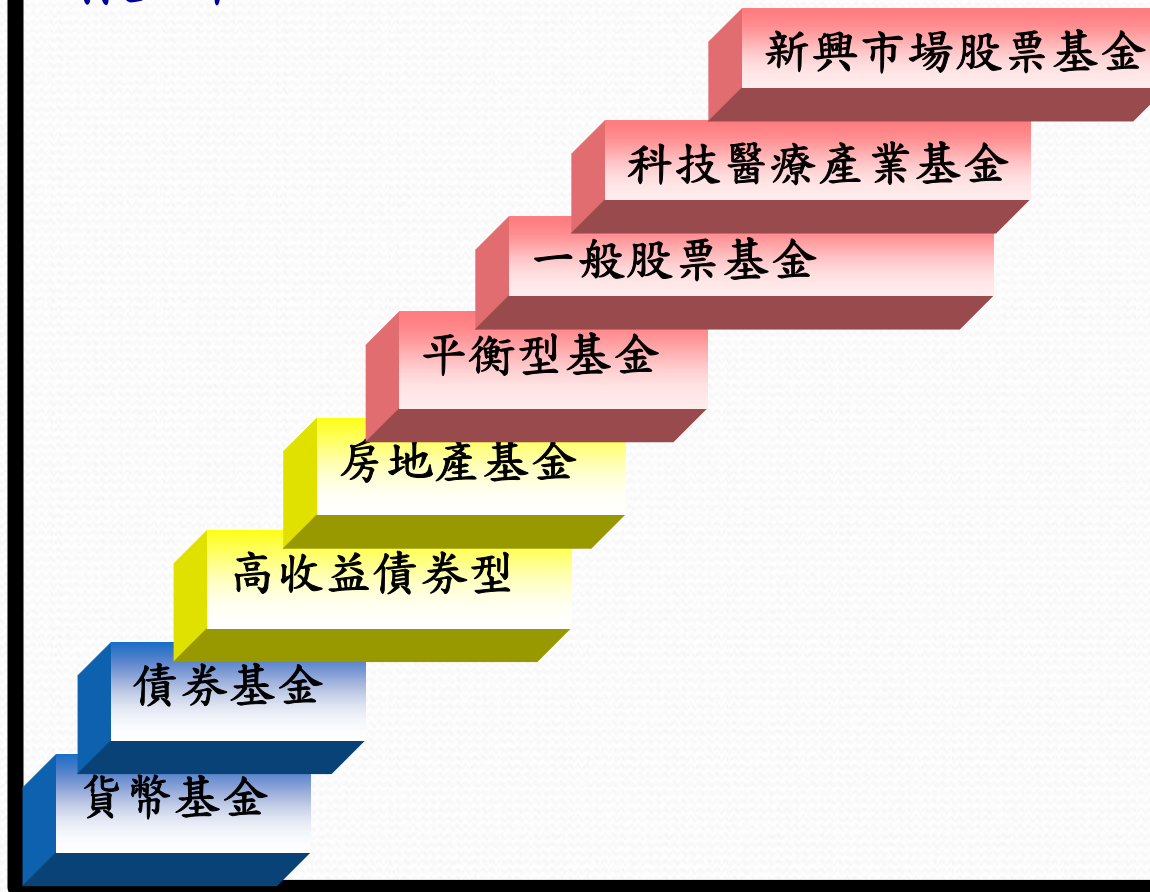 新興市場股票基金
科技醫療產業基金
一般股票基金
平衡型基金
房地產基金
高收益債券型
債券基金
貨幣基金